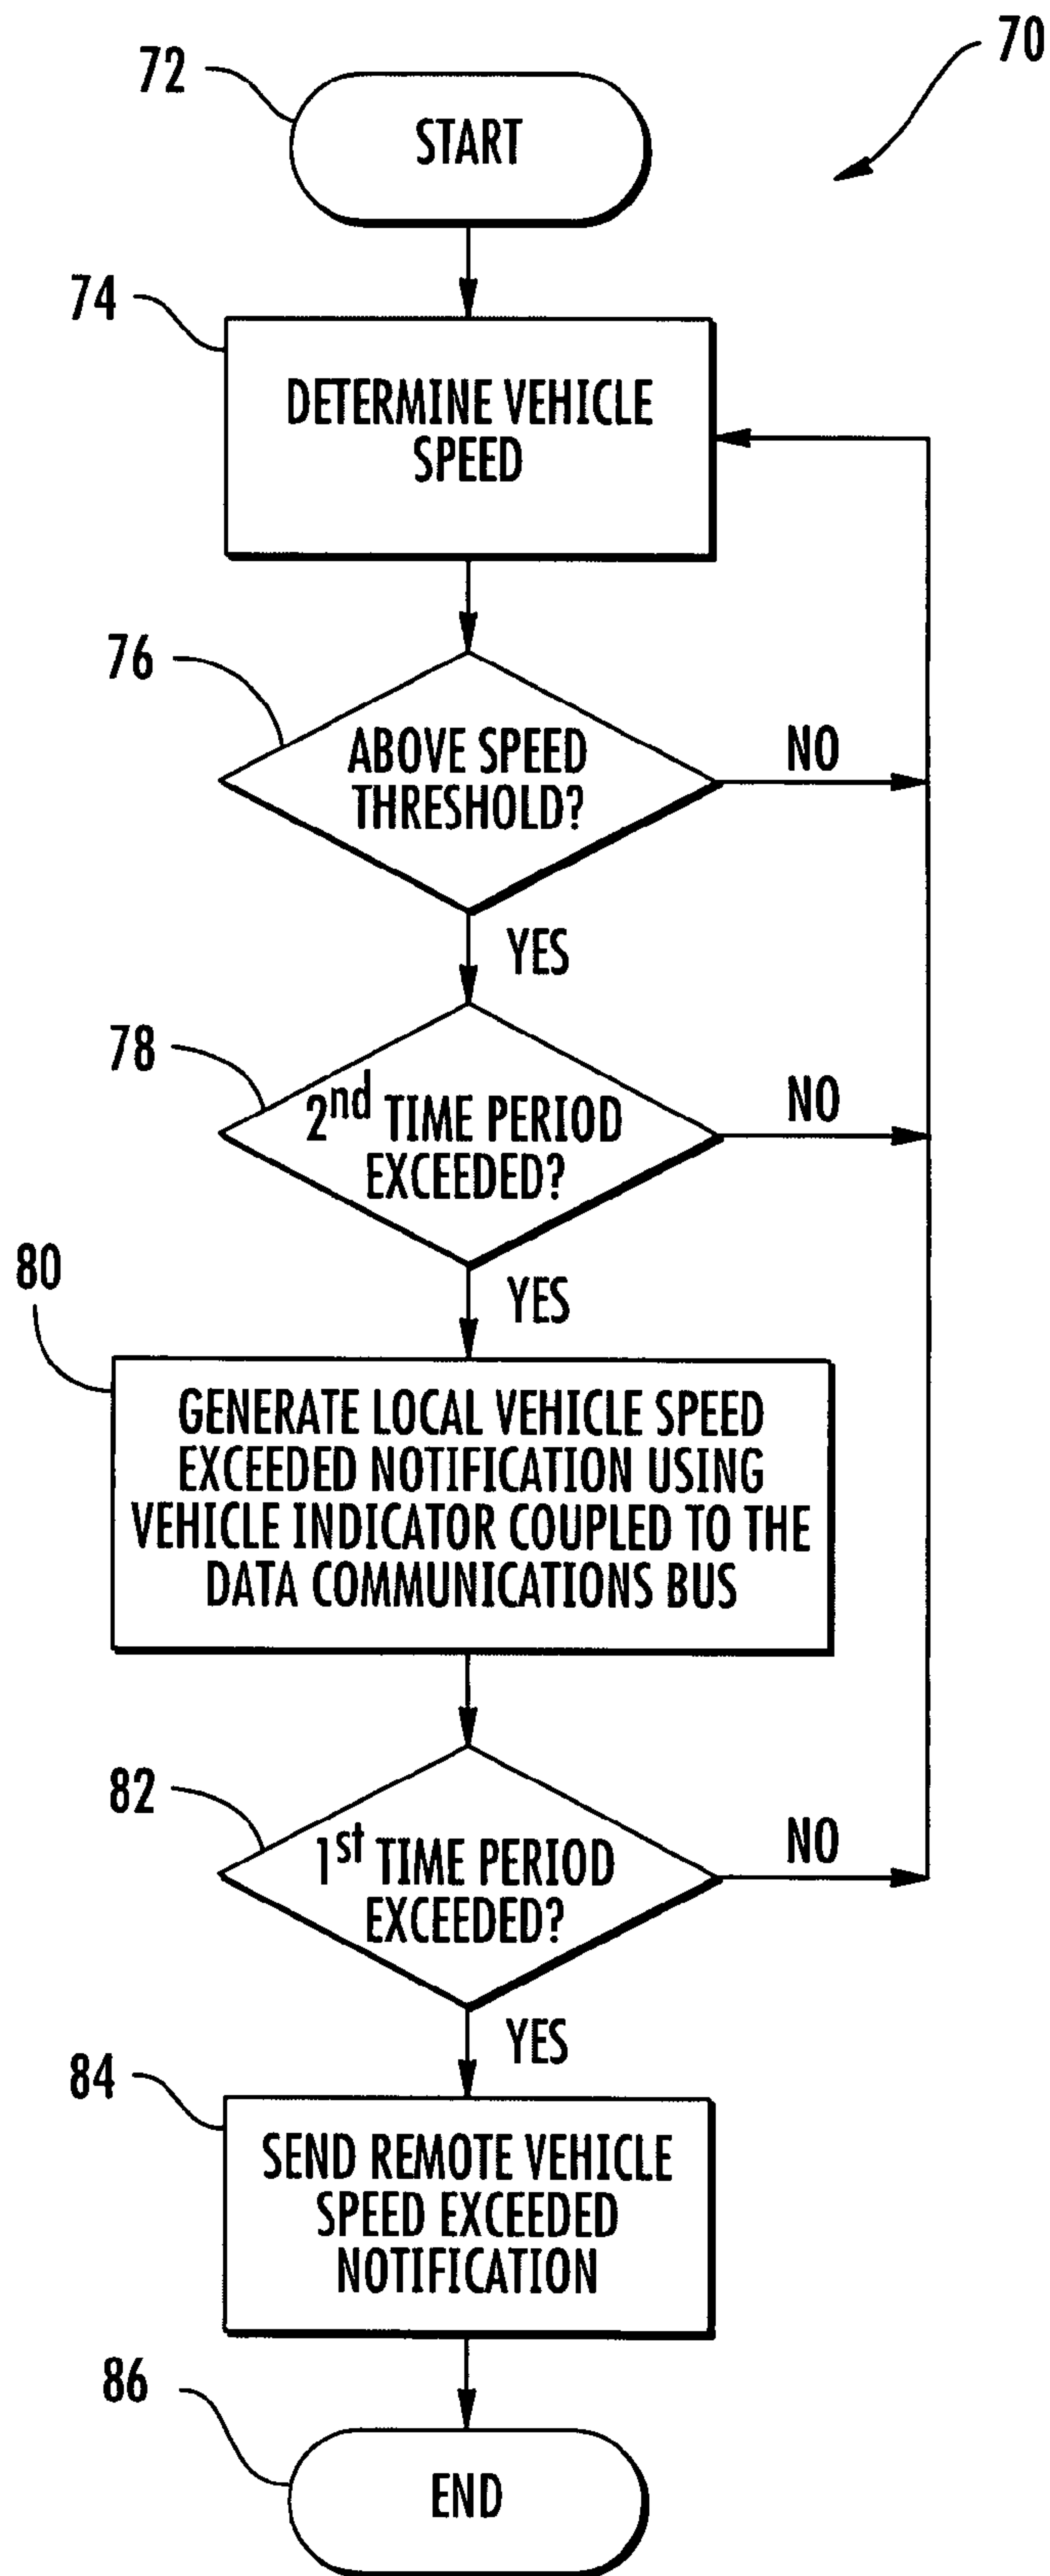 70
72
START
74
DETERMINE VEHICLE
SPEED
76
ABOVE SPEED
THRESHOLD?
NO
YES
78
2nd TIME PERIOD
EXCEEDED?
NO
YES
80
GENERATE LOCAL VEHICLE SPEED
EXCEEDED NOTIFICATION USING
VEHICLE INDICATOR COUPLED TO THE
DATA COMMUNICATIONS BUS
82
1st TIME PERIOD
EXCEEDED?
NO
YES
84
SEND REMOTE VEHICLE
SPEED EXCEEDED
NOTIFICATION
86
END